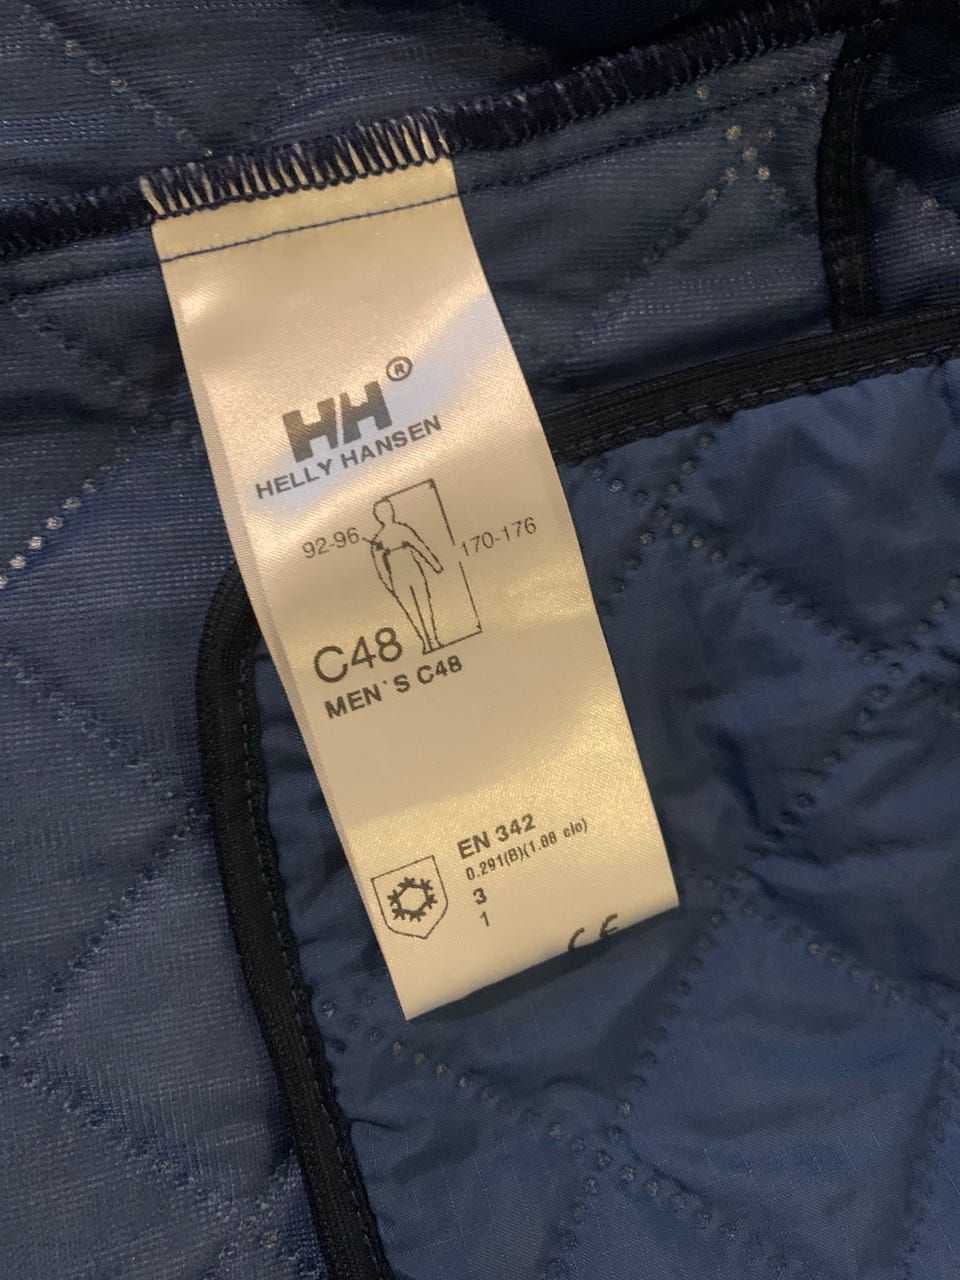 HH®
HELLY HANSEN
92-96
170-176
C48
MEN´S C48
EN 342
0.291(B)(1.88 clo)
3
1
CE